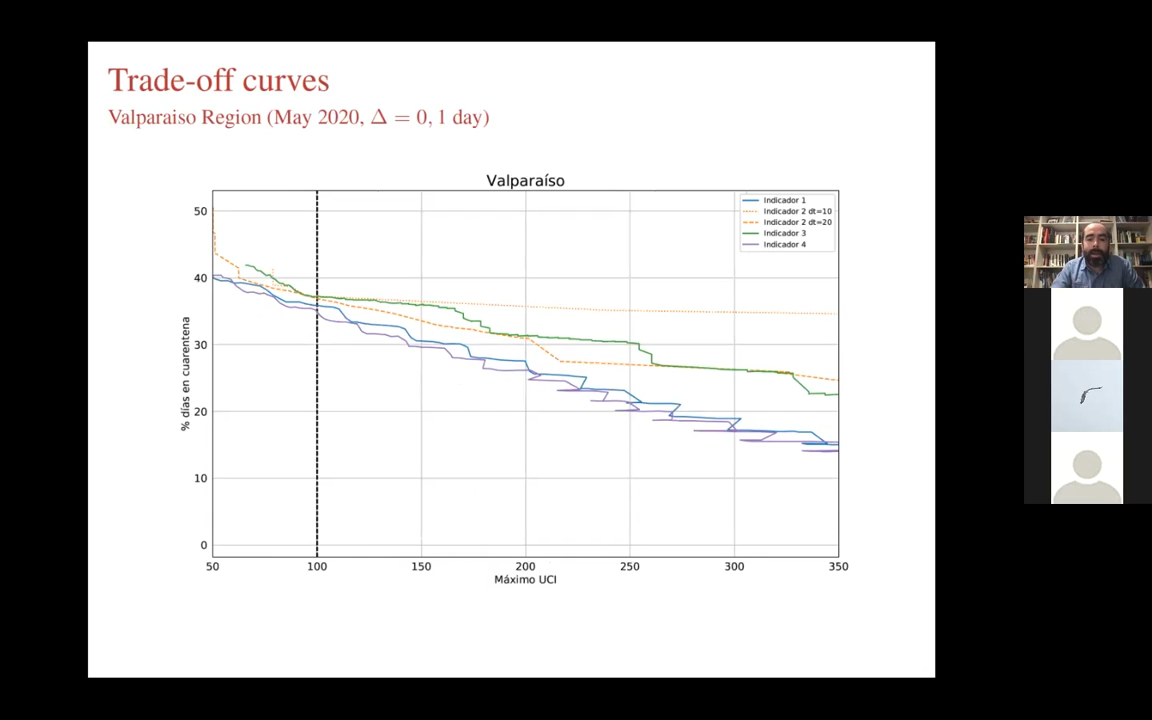 Trade-off curves
Valparaiso Region (May 2020, Δ = 0, 1 day)
Valparaíso
Indicador 1
Indicador 2 dt=10
Indicador 2 dt=20
Indicador 3
Indicador 4
% días en cuarentena
50
40
30
20
10
0
50 100 150 200 250 300 350
Máximo UCI